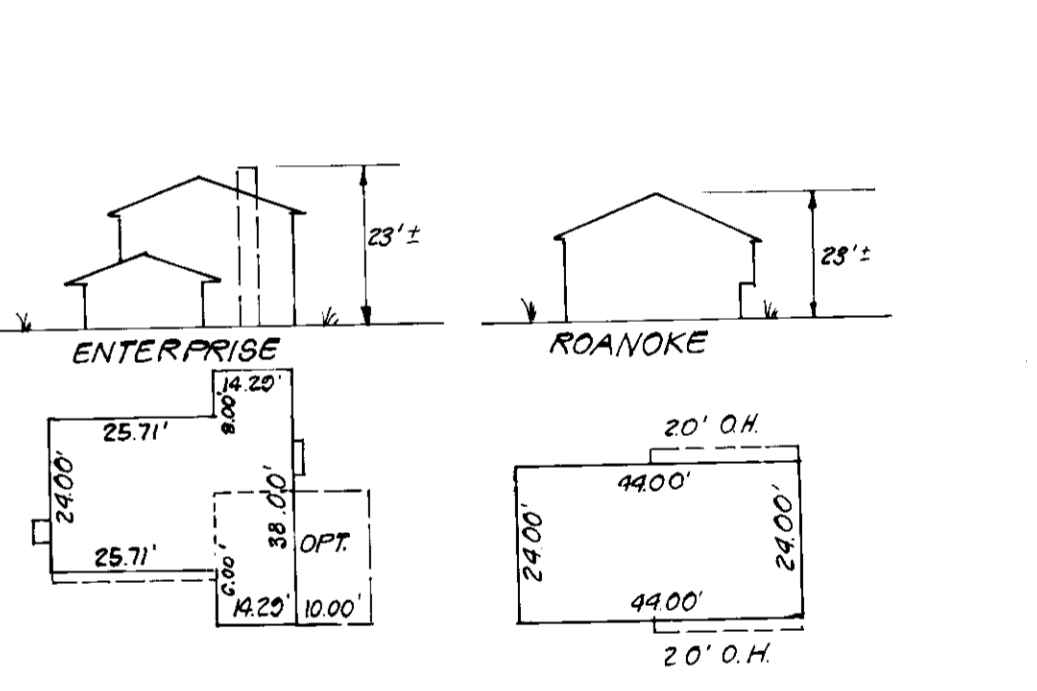 23'±
23'±
ENTERPRISE
ROANOKE
14.29'
8.00'
25.71'
24.00'
38.00'
OPT.
25.71'
6.00'
14.29' 10.00'
2.0' O.H.
44.00'
24.00'
24.00'
44.00'
2.0' O.H.